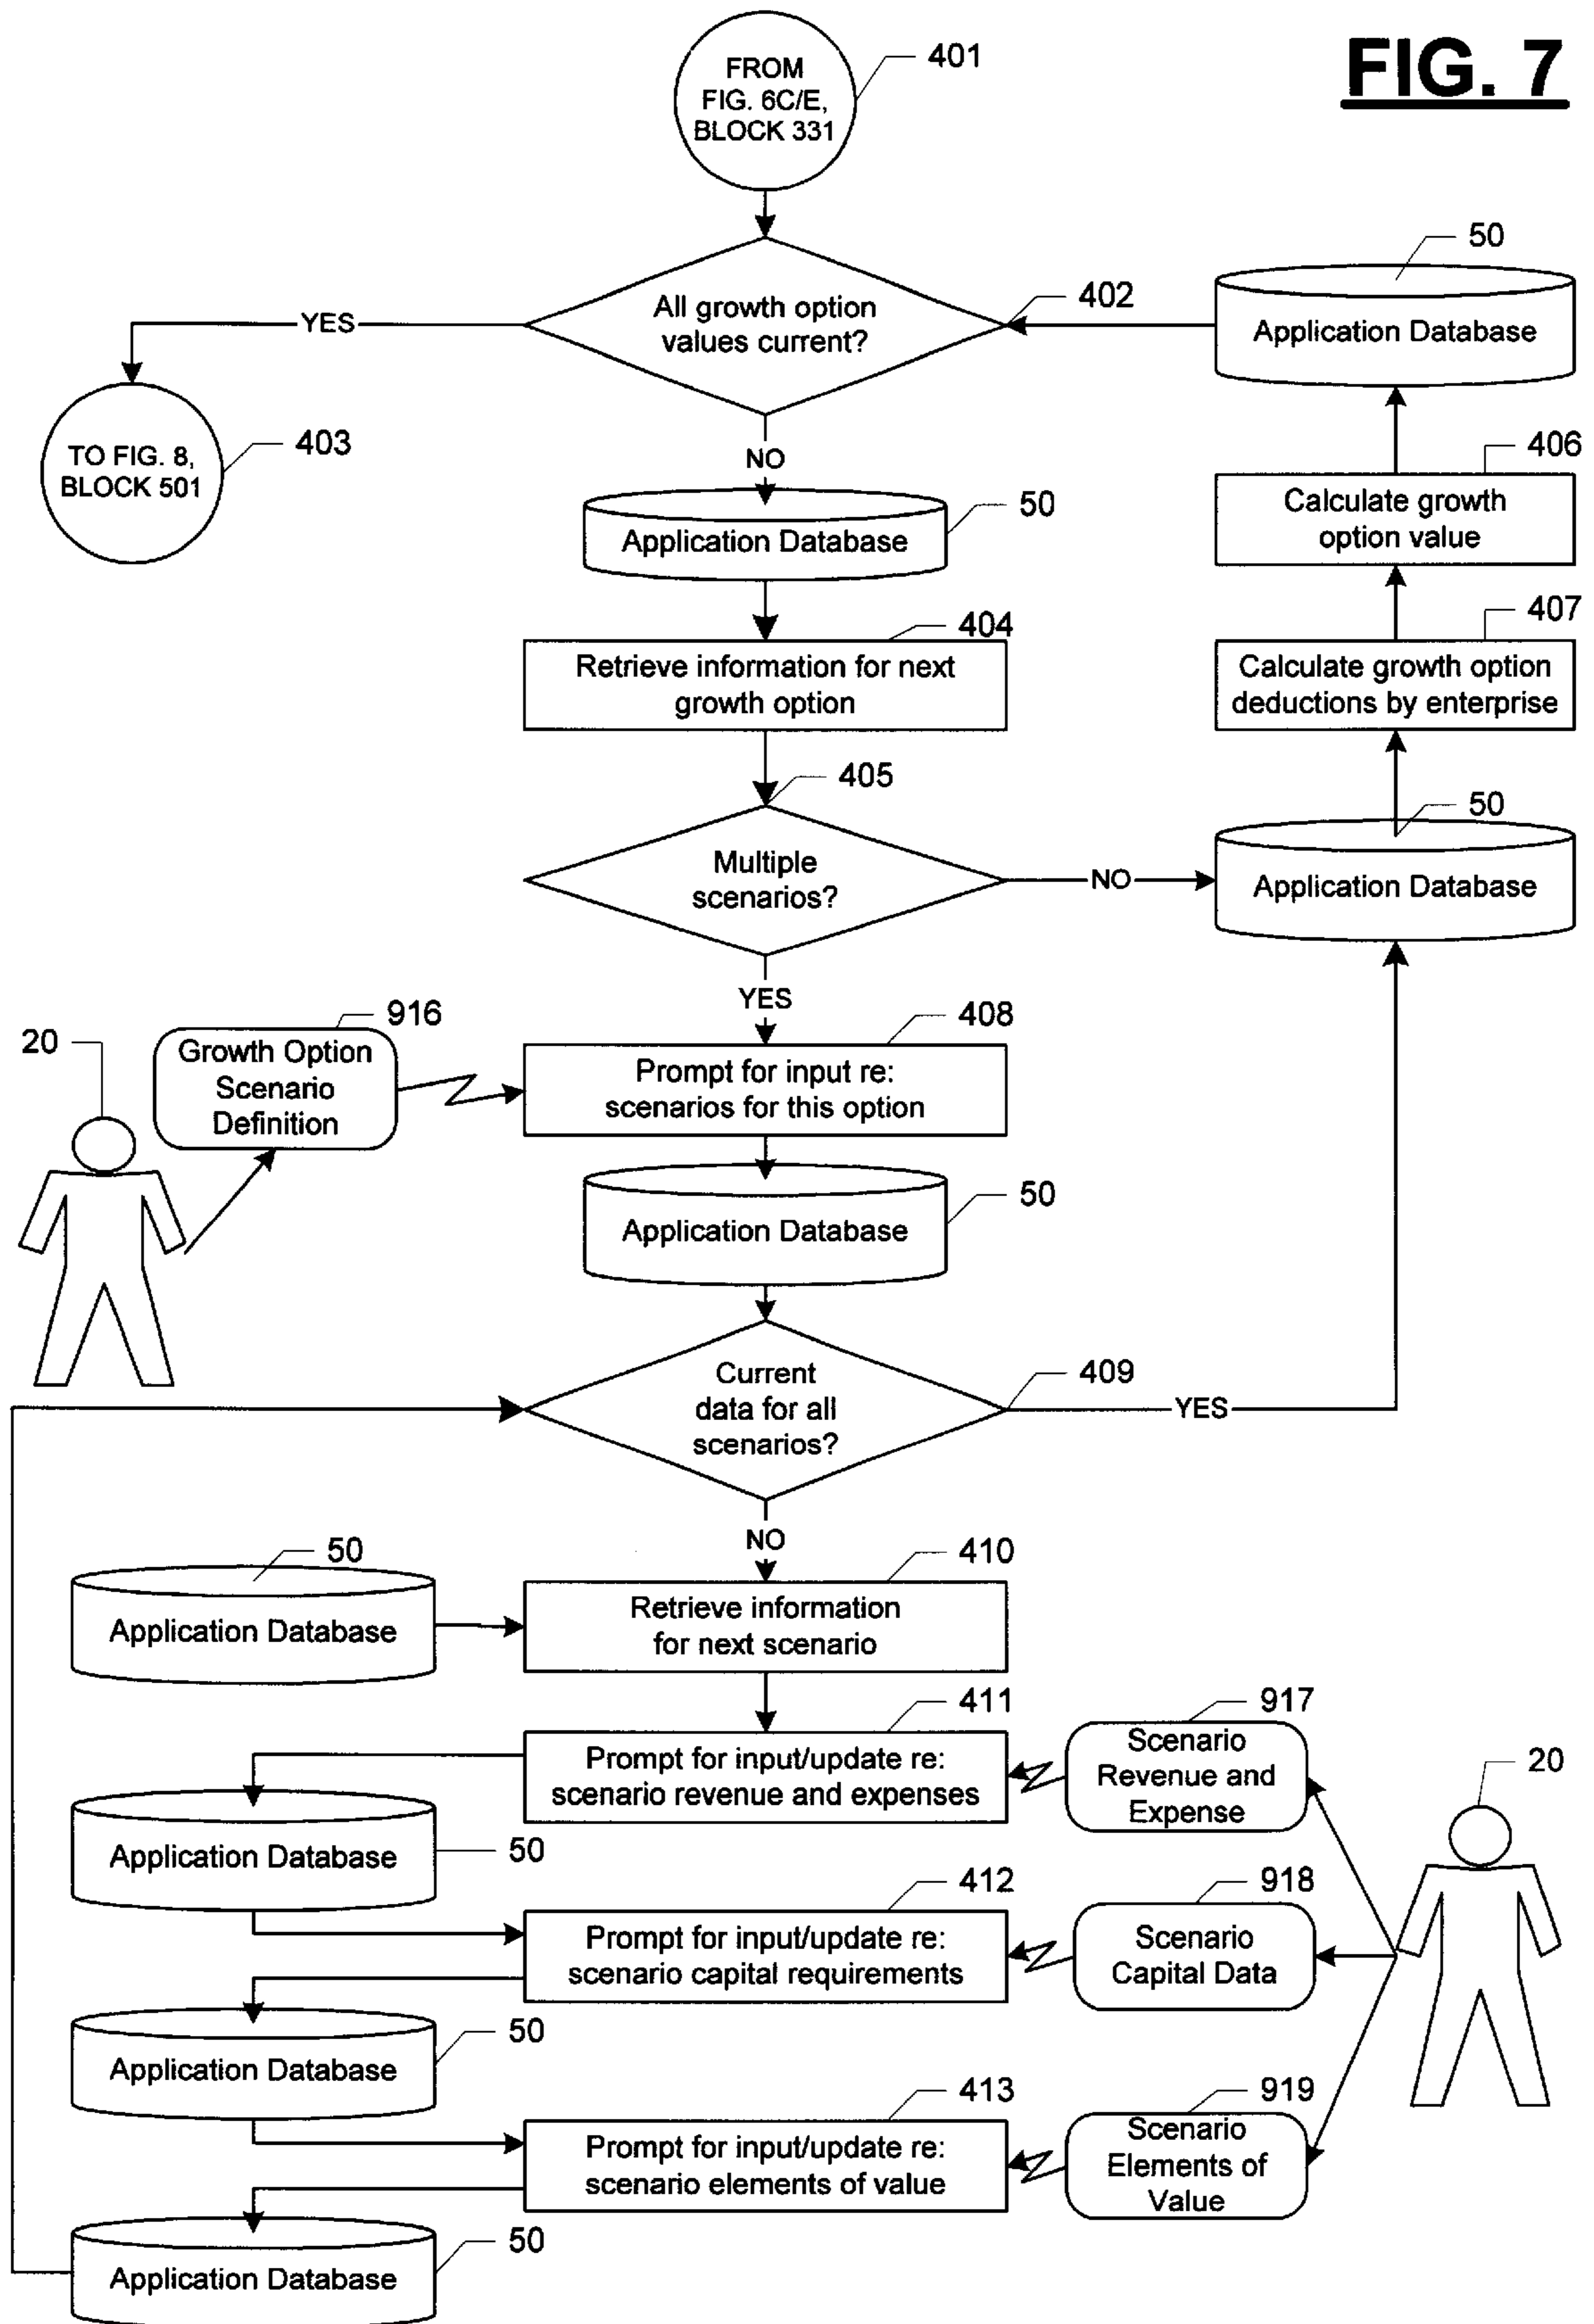 FIG. 7
FROM
FIG. 6C/E,
BLOCK 331
401
All growth option
values current?
402
YES
50
Application Database
TO FIG. 8,
BLOCK 501
403
NO
Application Database
50
406
Calculate growth
option value
404
Retrieve information for next
growth option
407
Calculate growth option
deductions by enterprise
405
Multiple
scenarios?
NO
50
Application Database
YES
20
916
Growth Option
Scenario
Definition
408
Prompt for input re:
scenarios for this option
Application Database
50
Current
data for all
scenarios?
409
YES
NO
50
Application Database
410
Retrieve information
for next scenario
411
Prompt for input/update re:
scenario revenue and expenses
917
Scenario
Revenue and
Expense
20
Application Database
50
412
Prompt for input/update re:
scenario capital requirements
918
Scenario
Capital Data
Application Database
50
413
Prompt for input/update re:
scenario elements of value
919
Scenario
Elements of
Value
Application Database
50